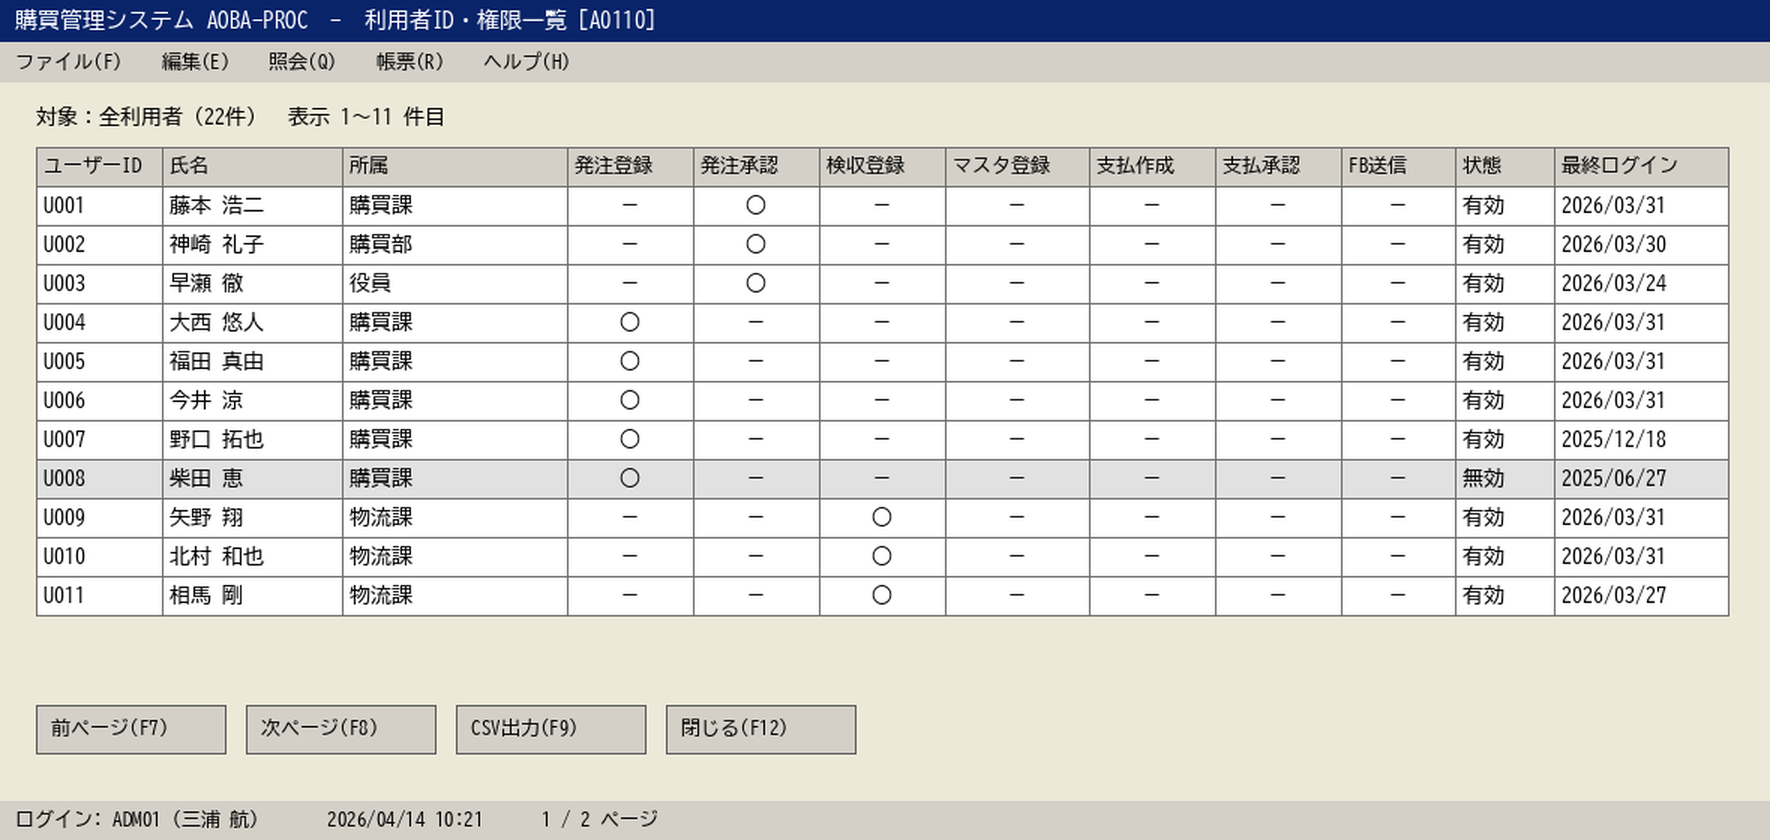 購買管理システム AOBA-PROC － 利用者ID・権限一覧 [A0110]
ファイル(F) 編集(E) 照会(Q) 帳票(R) ヘルプ(H)
対象：全利用者（22件） 表示 1～11 件目
ユーザーID 氏名 所属 発注登録 発注承認 検収登録 マスタ登録 支払作成 支払承認 FB送信 状態 最終ログイン
U001 藤本 浩二 購買課 － ○ － － － － － 有効 2026/03/31
U002 神崎 礼子 購買部 － ○ － － － － － 有効 2026/03/30
U003 早瀬 徹 役員 － ○ － － － － － 有効 2026/03/24
U004 大西 悠人 購買課 ○ － － － － － － 有効 2026/03/31
U005 福田 真由 購買課 ○ － － － － － － 有効 2026/03/31
U006 今井 涼 購買課 ○ － － － － － － 有効 2026/03/31
U007 野口 拓也 購買課 ○ － － － － － － 有効 2025/12/18
U008 柴田 恵 購買課 ○ － － － － － － 無効 2025/06/27
U009 矢野 翔 物流課 － － ○ － － － － 有効 2026/03/31
U010 北村 和也 物流課 － － ○ － － － － 有効 2026/03/31
U011 相馬 剛 物流課 － － ○ － － － － 有効 2026/03/27
前ページ(F7) 次ページ(F8) CSV出力(F9) 閉じる(F12)
ログイン: ADM01（三浦 航） 2026/04/14 10:21 1 / 2 ページ